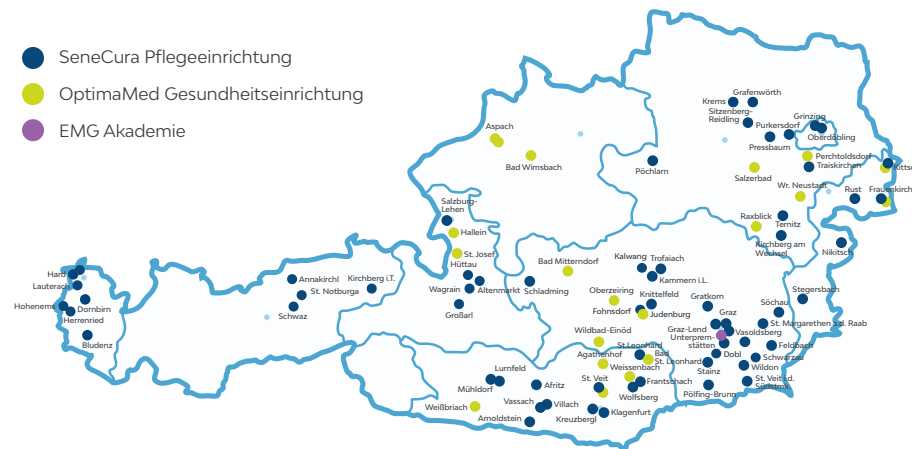 SeneCura Pflegeeinrichtung
OptimaMed Gesundheitseinrichtung
EMG Akademie
Grafenwörth
Krems
Sitzenberg-
Reidling
Grinzing
Purkersdorf
Oberdöbling
Pressbaum
Aspach
Bad Wimsbach
Pöchlarn
Perchtoldsdorf
Traiskirchen
Kittse
Salzerbad
Wr. Neustadt
Rust
Frauenkirch
Salzburg-
Lehen
Hallein
Raxblick
Ternitz
Kirchberg am
Wechsel
Nikitsch
St. Josef
Hüttau
Bad Mitterndorf
Kalwang
Trofaiach
Kammern i.L.
Hard
Lauterach
Annakirchl
Kirchberg i.T.
St. Notburga
Wagrain
Altenmarkt
Schladming
Stegersbach
Hohenems
Dornbirn
Herrenried
Schwaz
Großarl
Oberzeiring
Knittelfeld
Fohnsdorf
Judenburg
Gratkorn
Söchau
Graz
St. Margarethen a.d. Raab
Bludenz
Wildbad-Einöd
Graz-Lend
Unterprem-
stätten
Vasoldsberg
Feldbach
St.Leonhard
Agathenhof
Bad
St. Leonhard
Dobl
Schwarzau
Lurnfeld
Weissenbach
Stainz
Wildon
Mühldorf
Afritz
St. Veit
Frantschach
St. Veit i.d.
Südstmk.
Wolfsberg
Pölfing-Brunn
Weißbriach
Vassach
Villach
Arnoldstein
Kreuzbergl
Klagenfurt